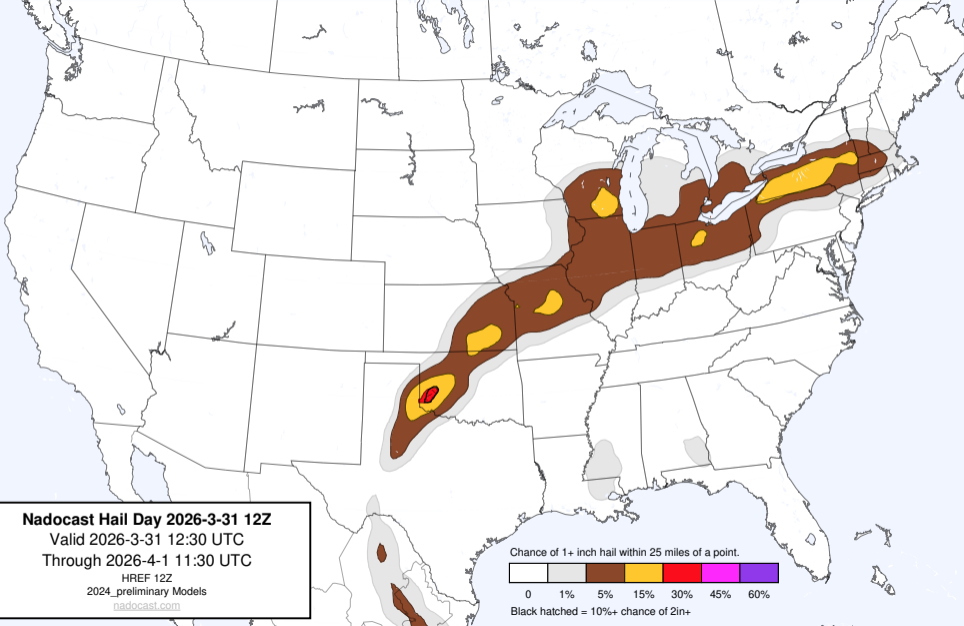 Nadocast Hail Day 2026-3-31 12Z
Valid 2026-3-31 12:30 UTC
Through 2026-4-1 11:30 UTC
HREF 12Z
2024_preliminary Models
nadocast.com
Chance of 1+ inch hail within 25 miles of a point.
0 1% 5% 15% 30% 45% 60%
Black hatched = 10%+ chance of 2in+